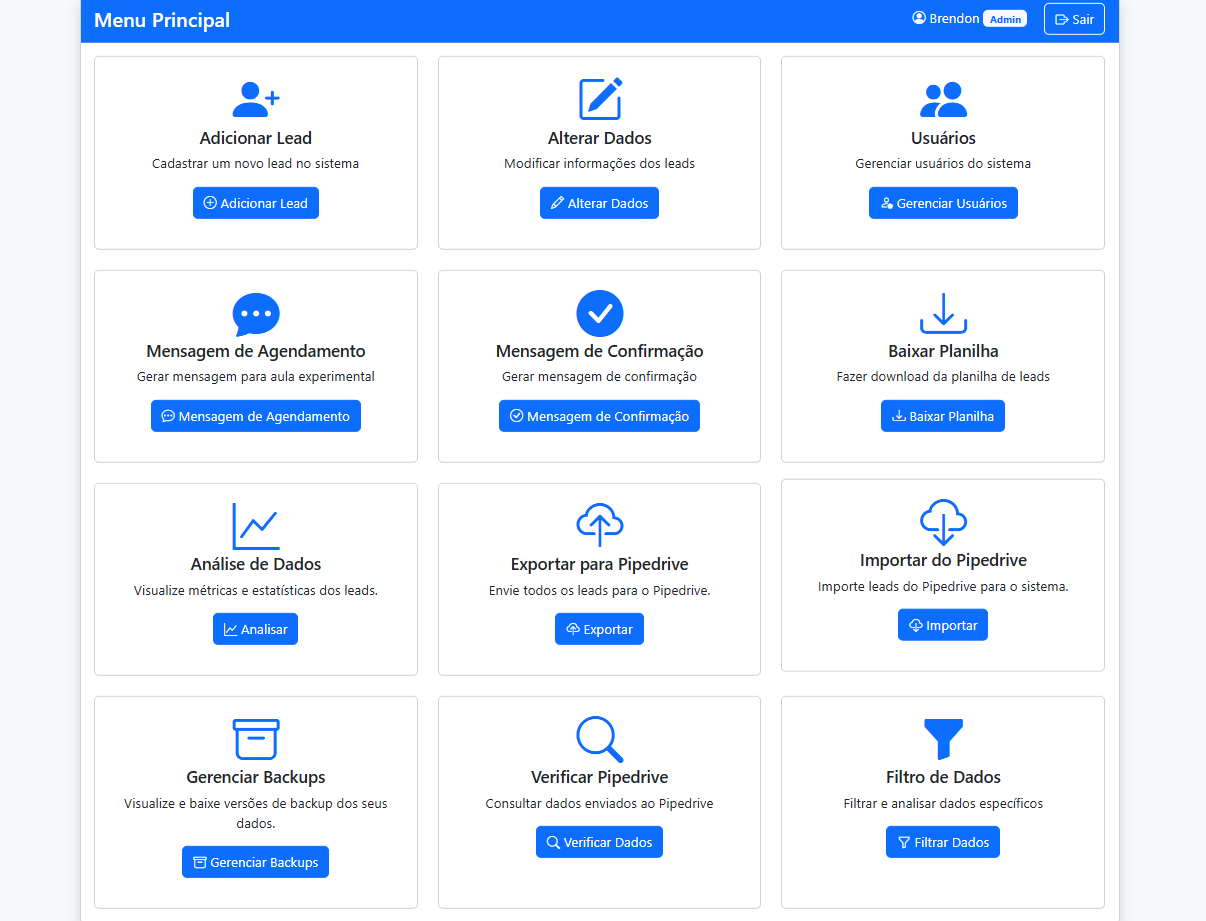 Menu Principal
Brendon Admin Sair
Adicionar Lead
Cadastrar um novo lead no sistema
Adicionar Lead
Alterar Dados
Modificar informações dos leads
Alterar Dados
Usuários
Gerenciar usuários do sistema
Gerenciar Usuários
Mensagem de Agendamento
Gerar mensagem para aula experimental
Mensagem de Agendamento
Mensagem de Confirmação
Gerar mensagem de confirmação
Mensagem de Confirmação
Baixar Planilha
Fazer download da planilha de leads
Baixar Planilha
Análise de Dados
Visualize métricas e estatísticas dos leads.
Analisar
Exportar para Pipedrive
Envie todos os leads para o Pipedrive.
Exportar
Importar do Pipedrive
Importe leads do Pipedrive para o sistema.
Importar
Gerenciar Backups
Visualize e baixe versões de backup dos seus
dados.
Gerenciar Backups
Verificar Pipedrive
Consultar dados enviados ao Pipedrive
Verificar Dados
Filtro de Dados
Filtrar e analisar dados específicos
Filtrar Dados